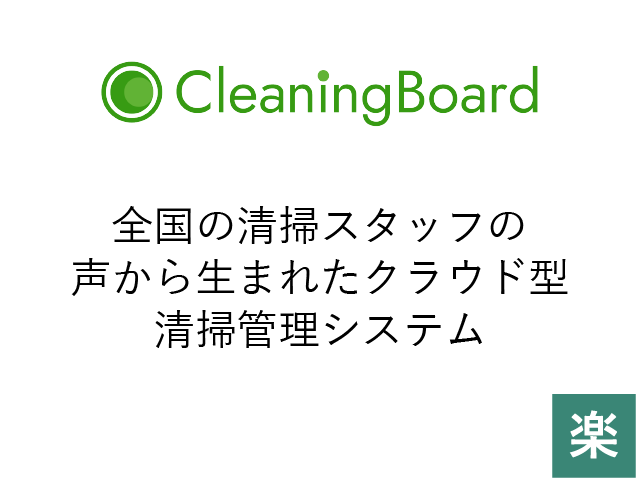 CleaningBoard
全国の清掃スタッフの
声から生まれたクラウド型
清掃管理システム
楽